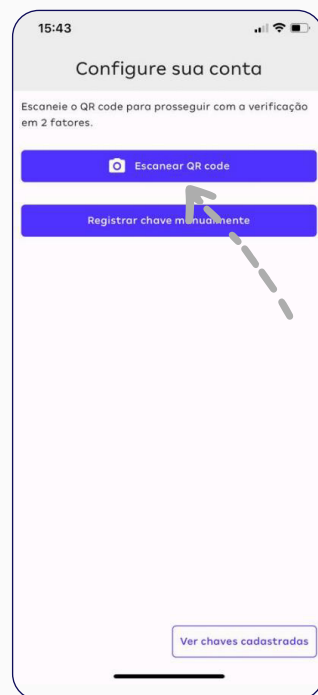 15:43
Configure sua conta
Escaneie o QR code para prosseguir com a verificação
em 2 fatores.
Escanear QR code
Registrar chave manualmente
Ver chaves cadastradas